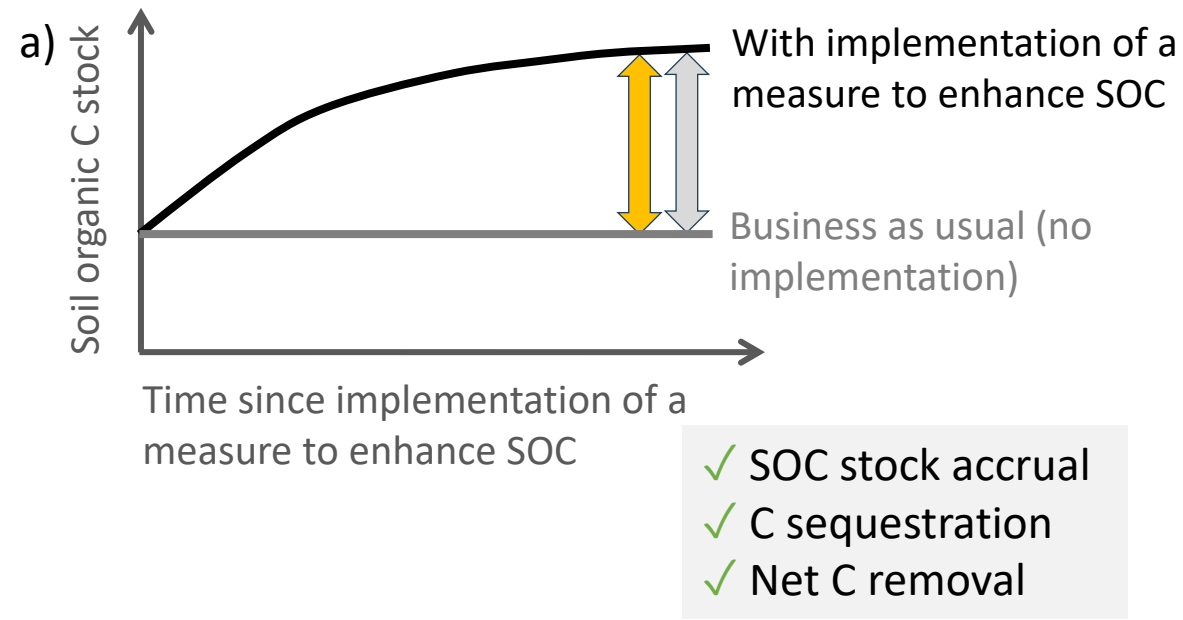 a)
Soil organic C stock
With implementation of a
measure to enhance SOC
Business as usual (no
implementation)
Time since implementation of a
measure to enhance SOC
✓ SOC stock accrual
✓ C sequestration
✓ Net C removal